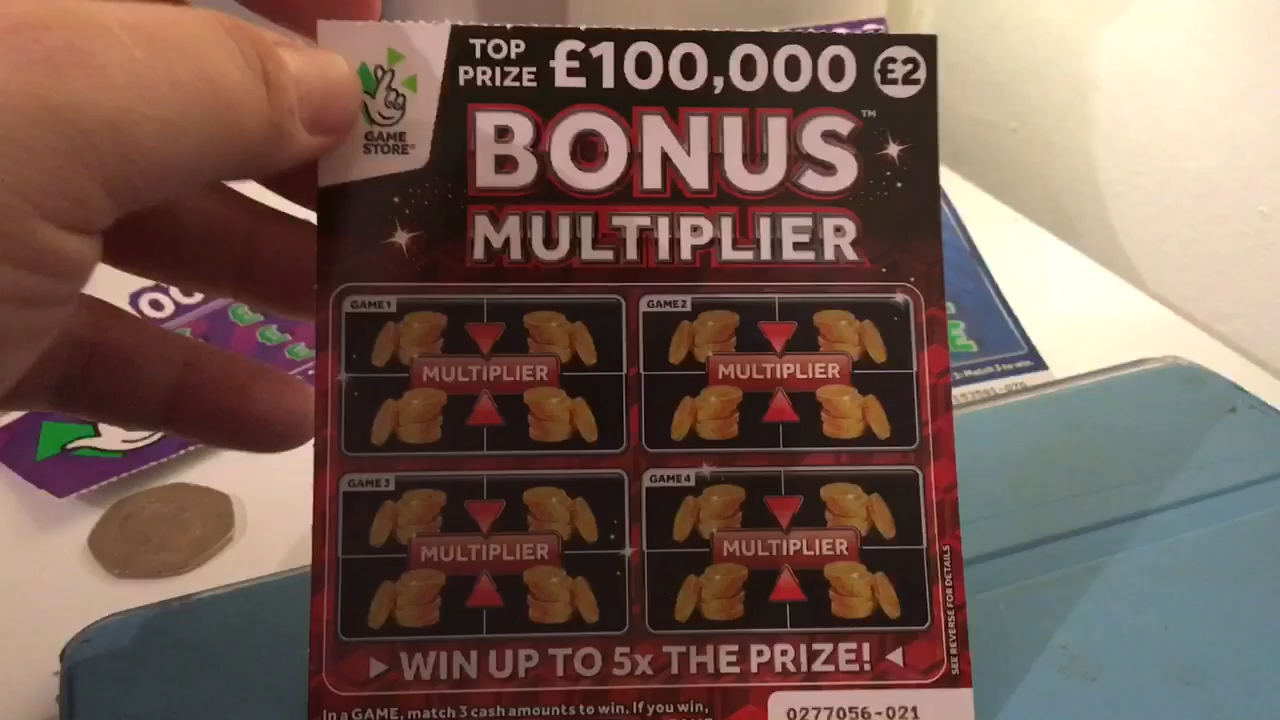 TOP PRIZE £100,000 £2
GAME STORE®
BONUS™
MULTIPLIER
GAME 1
MULTIPLIER
GAME 2
MULTIPLIER
GAME 3
MULTIPLIER
GAME 4
MULTIPLIER
WIN UP TO 5x THE PRIZE!
SEE REVERSE FOR DETAILS
In a GAME, match 3 cash amounts to win. If you win,
0277056-021